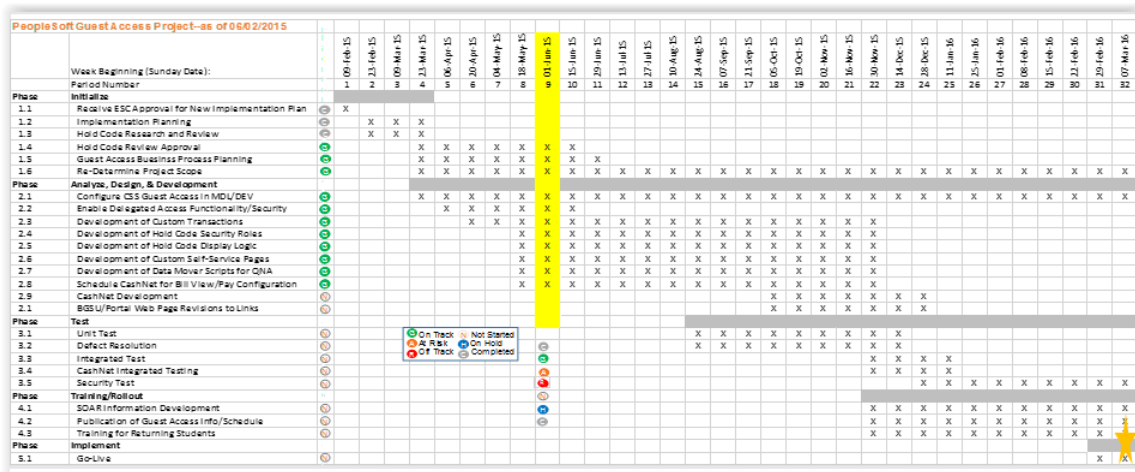 PeopleSoft Guest Access Project--as of 06/02/2015
Week Beginning (Sunday Date): 09-Feb-15 23-Feb-15 09-Mar-15 23-Mar-15 06-Apr-15 20-Apr-15 04-May-15 18-May-15 01-Jun-15 15-Jun-15 29-Jun-15 13-Jul-15 27-Jul-15 10-Aug-15 24-Aug-15 07-Sep-15 21-Sep-15 05-Oct-15 19-Oct-15 02-Nov-15 16-Nov-15 30-Nov-15 14-Dec-15 28-Dec-15 11-Jan-16 25-Jan-16 01-Feb-16 08-Feb-16 15-Feb-16 22-Feb-16 29-Feb-16 07-Mar-16
Period Number 1 2 3 4 5 6 7 8 9 10 11 12 13 14 15 16 17 18 19 20 21 22 23 24 25 26 27 28 29 30 31 32
Phase Initialize
1.1 Receive ESC Approval for New Implementation Plan C X
1.2 Implementation Planning C X X X
1.3 Hold Code Research and Review C X X X
1.4 Hold Code Review Approval G X X X X X X X
1.5 Guest Access Buesinss Process Planning G X X X X X X X X
1.6 Re-Determine Project Scope G X X X X X X X X X X X X X X X X X X X X X X X X X X X X X
Phase Analyze, Design, & Development
2.1 Configure CSS Guest Access in MDL/DEV G X X X X X X X X X X X X X X X X X X X X X X X X X X X X X
2.2 Enable Delegated Access Functionality/Security G X X X X X X
2.3 Development of Custom Transactions G X X X X X X X X X X X X X X X X X
2.4 Development of Hold Code Security Roles G X X X X X X X X X X X X X X X
2.5 Development of Hold Code Display Logic G X X X X X X X X X X X X X X X
2.6 Development of Custom Self-Service Pages G X X X X X X X X X X X X X X X
2.7 Development of Data Mover Scripts for QNA G X X X X X X X X X X X X X X X
2.8 Schedule CashNet for Bill View/Pay Configuration G X X X X X X X X X X X X X X X
2.9 CashNet Development N X X X X X X X
2.1 BGSU/Portal Web Page Revisions to Links N X X X X X X X
Phase Test
3.1 Unit Test N X X X X X X X X X
3.2 Defect Resolution N C X X X X X X X X X
3.3 Integrated Test N G X X X X
3.4 CashNet Integrated Testing N A X X X X
3.5 Security Test N R X X X X X X X X X
Phase Training/Rollout N
4.1 SOAR Information Development N H X X X X X X X X X X X
4.2 Publication of Guest Access Info/Schedule N C X X X X X X X X X X X
4.3 Training for Returning Students N X X X X X X X X X X
Phase Implement
5.1 Go-Live N X X
G On Track N Not Started
A At Risk H On Hold
R Off Track C Completed